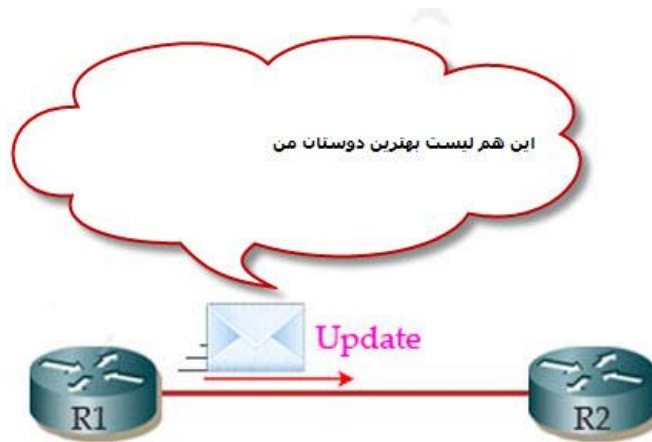 این هم لیست بهترین دوستان من
Update
R1
R2